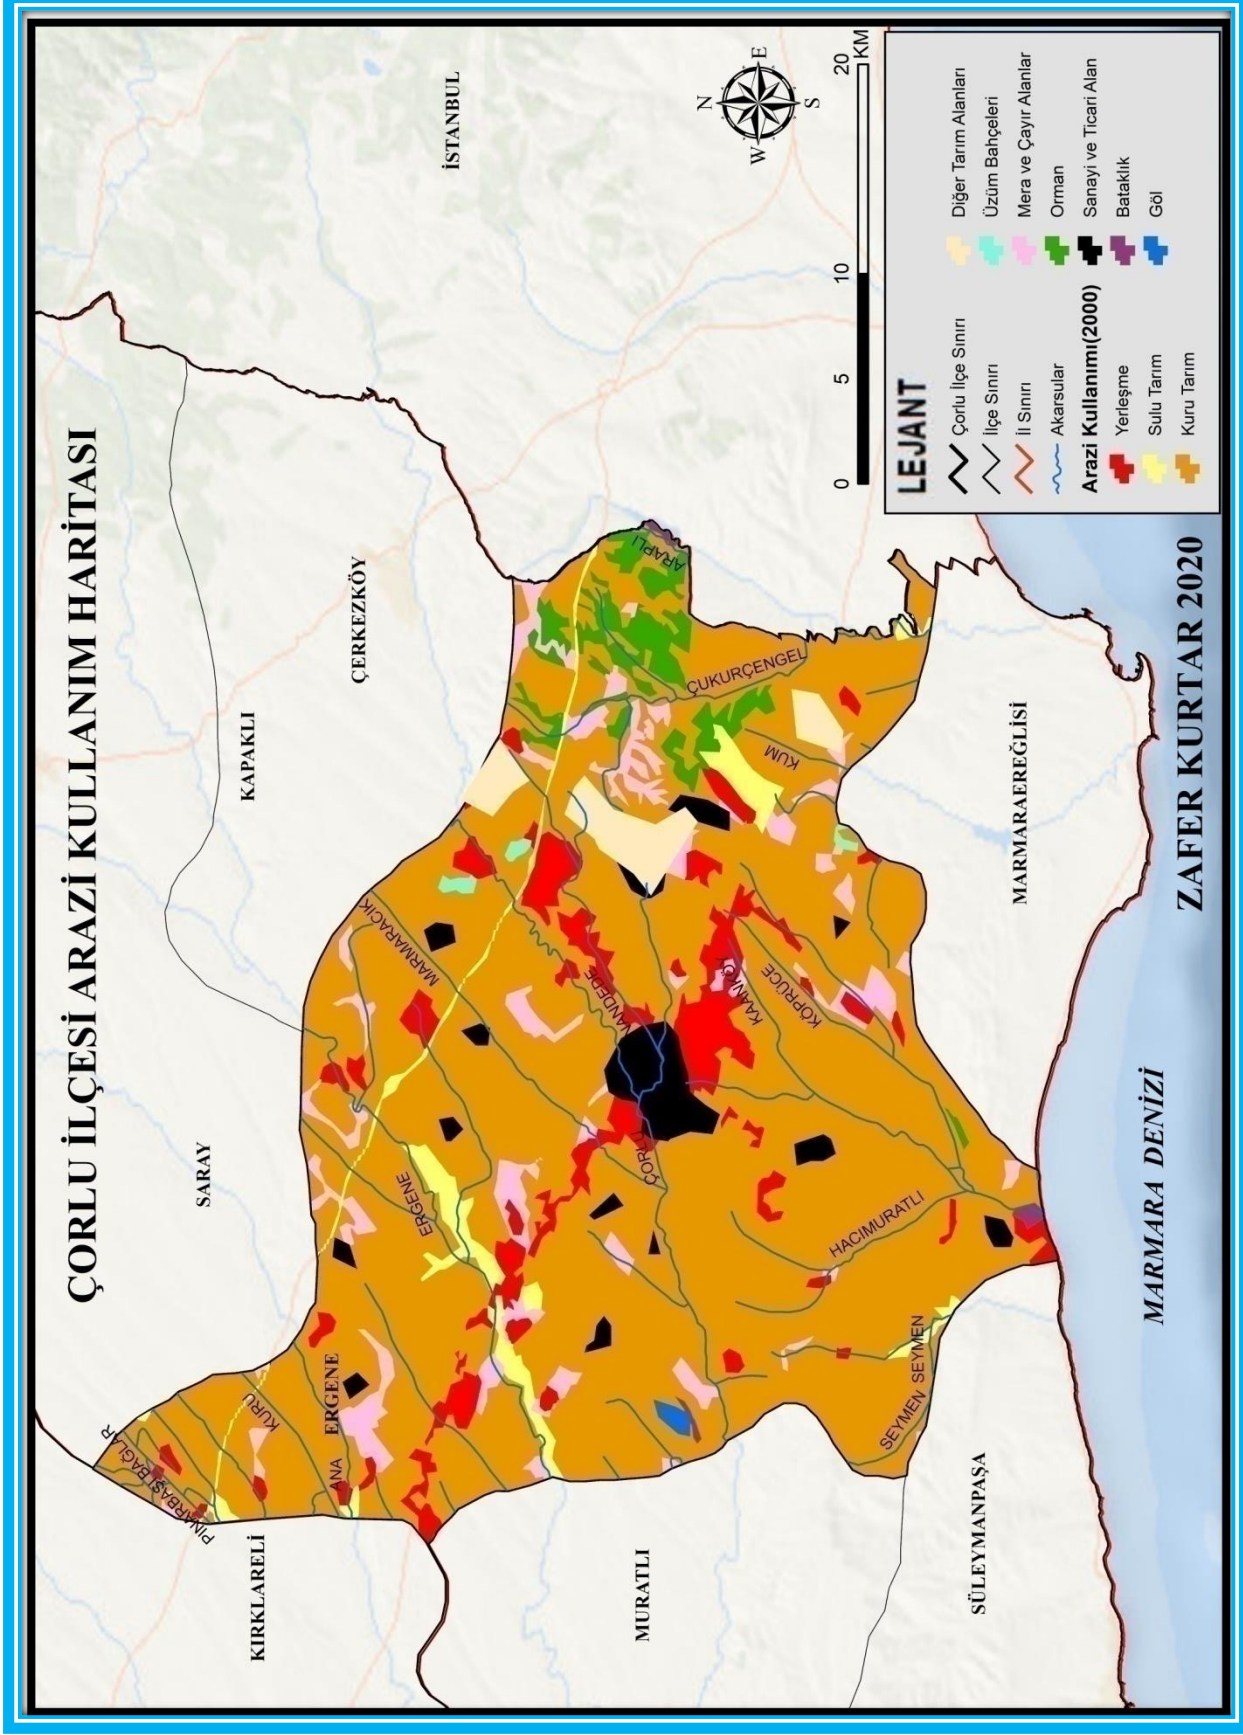 ÇORLU İLÇESİ ARAZİ KULLANIM HARİTASI
İSTANBUL
N
E
W
S
SARAY
KAPAKLI
ÇERKEZKÖY
KIRKLARELİ
PINARBAŞI
BAĞLAR
KURU
ERGENE
ANA
ERGENE
MARMARACIK
VANDEDE
ÇORLU
KAANKÖY
KÖPRÜCE
KUM
ÇUKURÇENGEL
ARAPLI
HACIMURATLI
SEYMEN
SEYMEN
MURATLI
SÜLEYMANPAŞA
MARMARAEREĞLİSİ
MARMARA DENİZİ
0 5 10 20 KM
LEJANT
Çorlu İlçe Sınırı
İlçe Sınırı
İl Sınırı
Akarsular
Arazi Kullanımı(2000)
Yerleşme
Sulu Tarım
Kuru Tarım
Diğer Tarım Alanları
Üzüm Bahçeleri
Mera ve Çayır Alanlar
Orman
Sanayi ve Ticari Alan
Bataklık
Göl
ZAFER KURTAR 2020